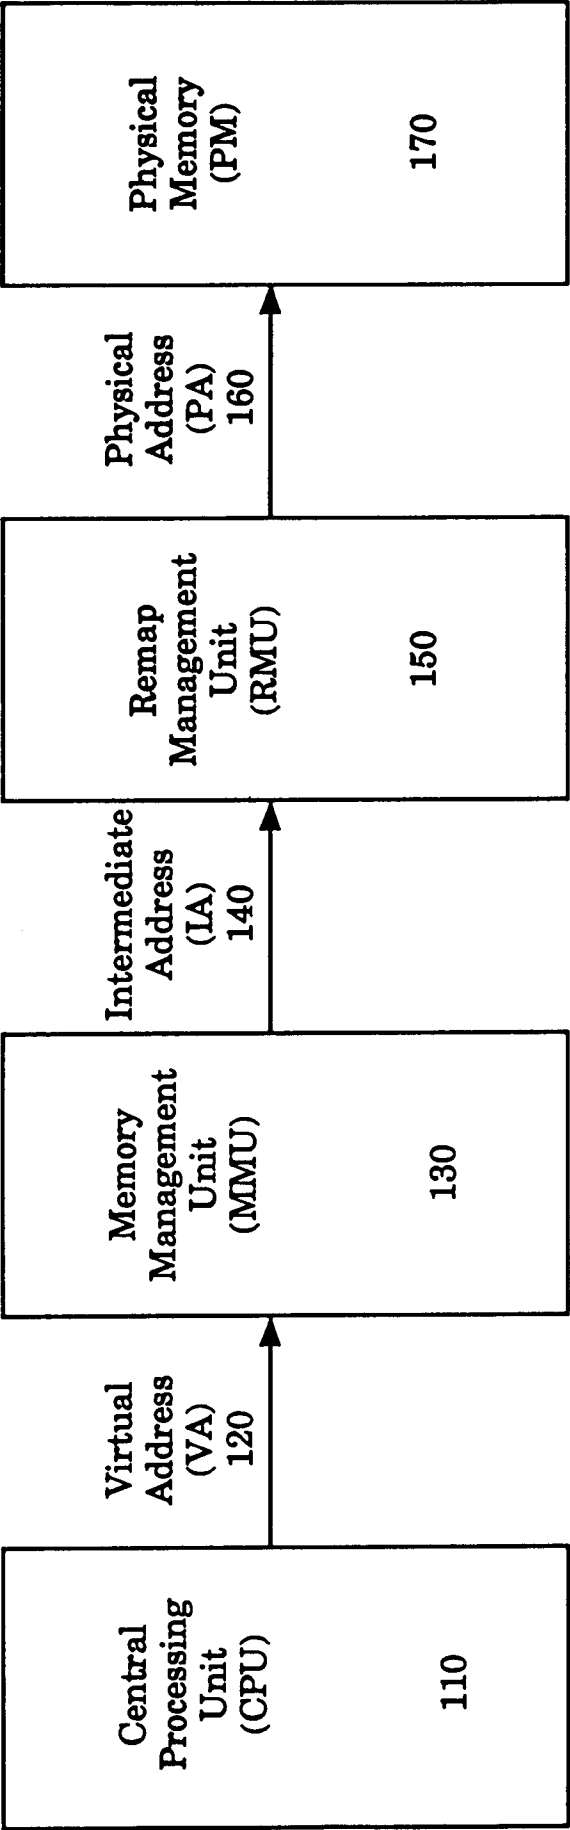 Central
Processing
Unit
(CPU)
110
Virtual
Address
(VA)
120
Memory
Management
Unit
(MMU)
130
Intermediate
Address
(IA)
140
Remap
Management
Unit
(RMU)
150
Physical
Address
(PA)
160
Physical
Memory
(PM)
170